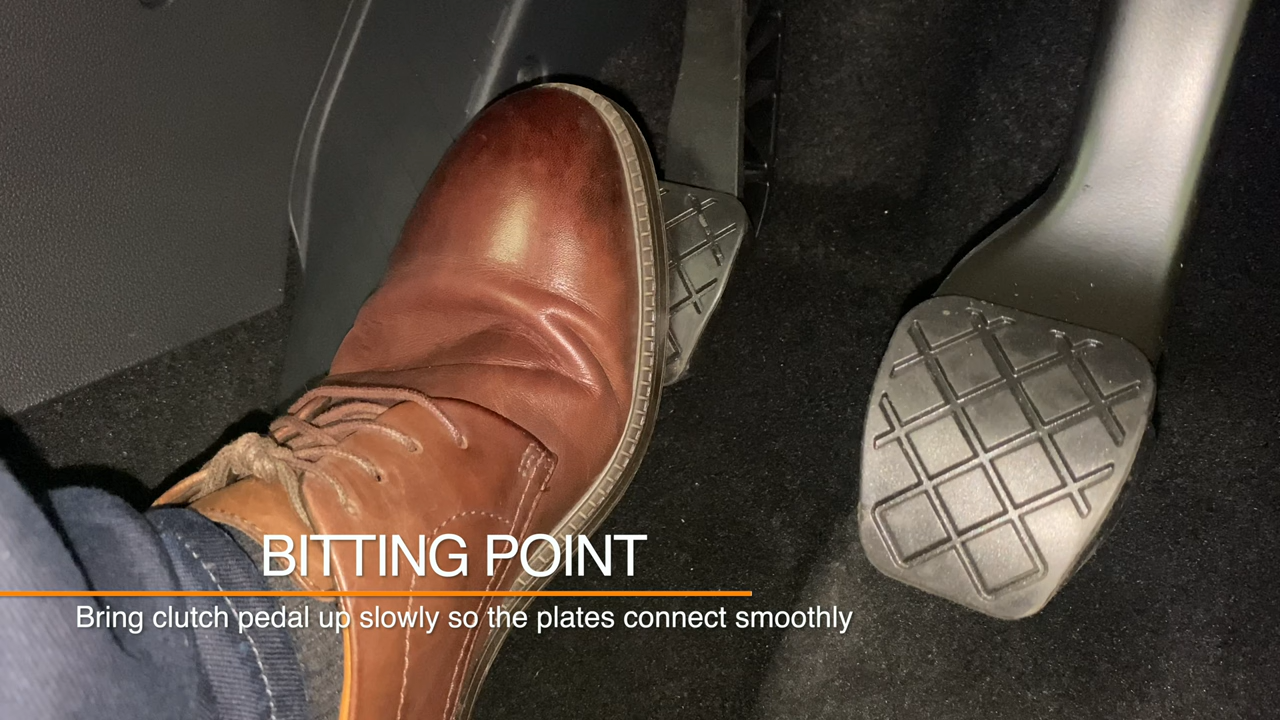 BITTING POINT
Bring clutch pedal up slowly so the plates connect smoothly